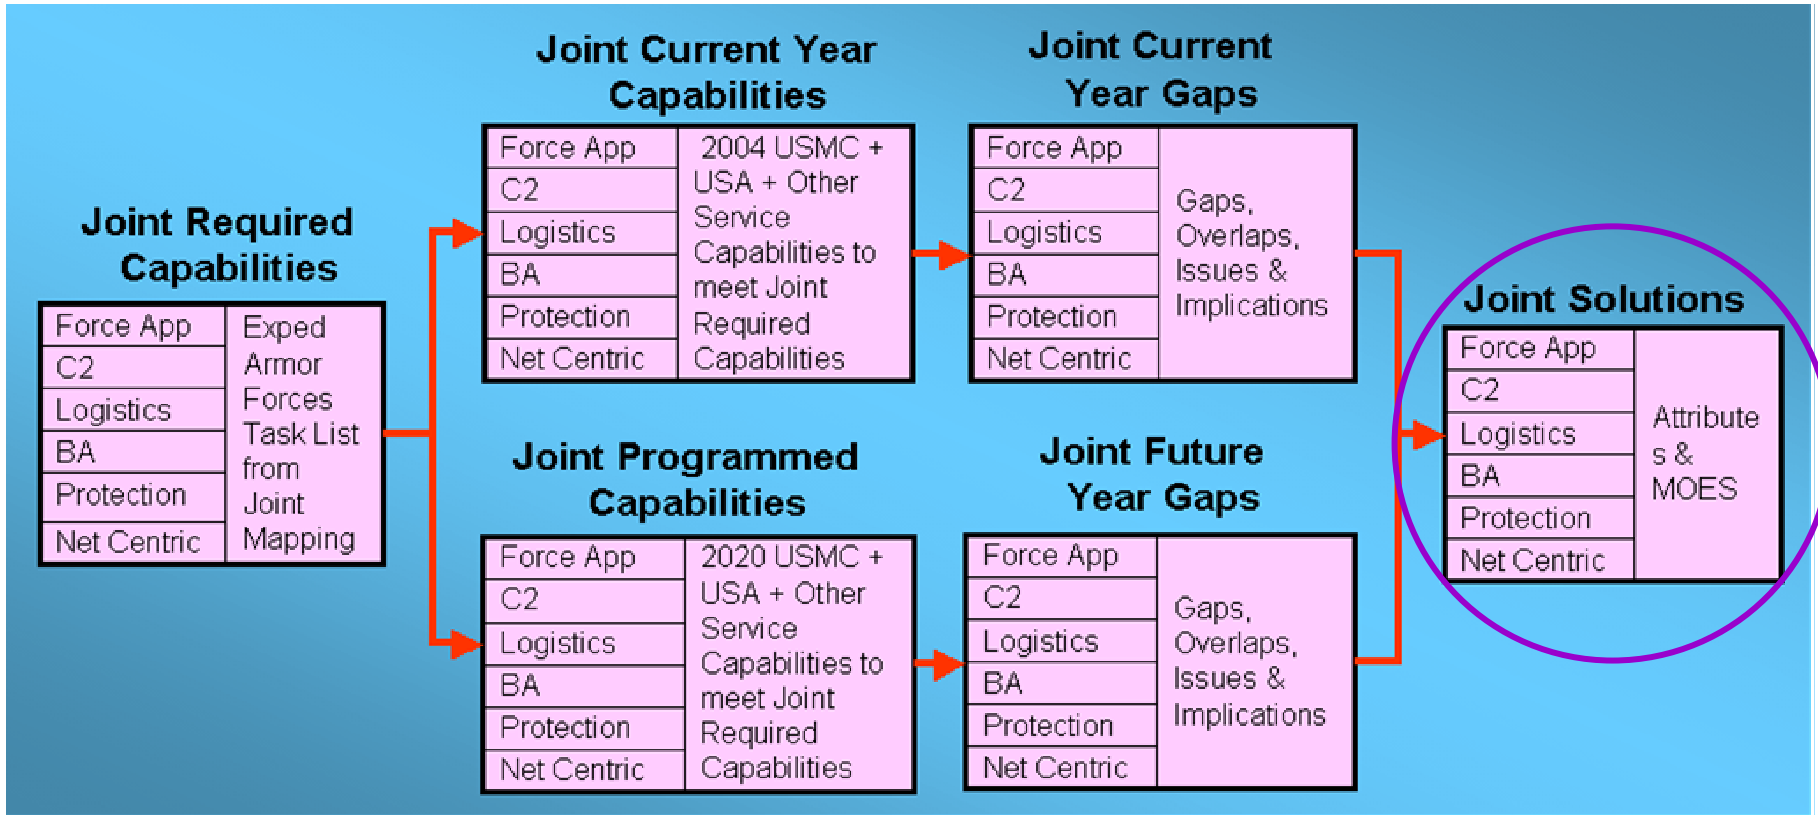 Joint Required
Capabilities
Force App
C2
Logistics
BA
Protection
Net Centric
Exped
Armor
Forces
Task List
from
Joint
Mapping
Joint Current Year
Capabilities
Force App
C2
Logistics
BA
Protection
Net Centric
2004 USMC +
USA + Other
Service
Capabilities to
meet Joint
Required
Capabilities
Joint Current
Year Gaps
Force App
C2
Logistics
BA
Protection
Net Centric
Gaps,
Overlaps,
Issues &
Implications
Joint Programmed
Capabilities
Force App
C2
Logistics
BA
Protection
Net Centric
2020 USMC +
USA + Other
Service
Capabilities to
meet Joint
Required
Capabilities
Joint Future
Year Gaps
Force App
C2
Logistics
BA
Protection
Net Centric
Gaps,
Overlaps,
Issues &
Implications
Joint Solutions
Force App
C2
Logistics
BA
Protection
Net Centric
Attribute
s &
MOES